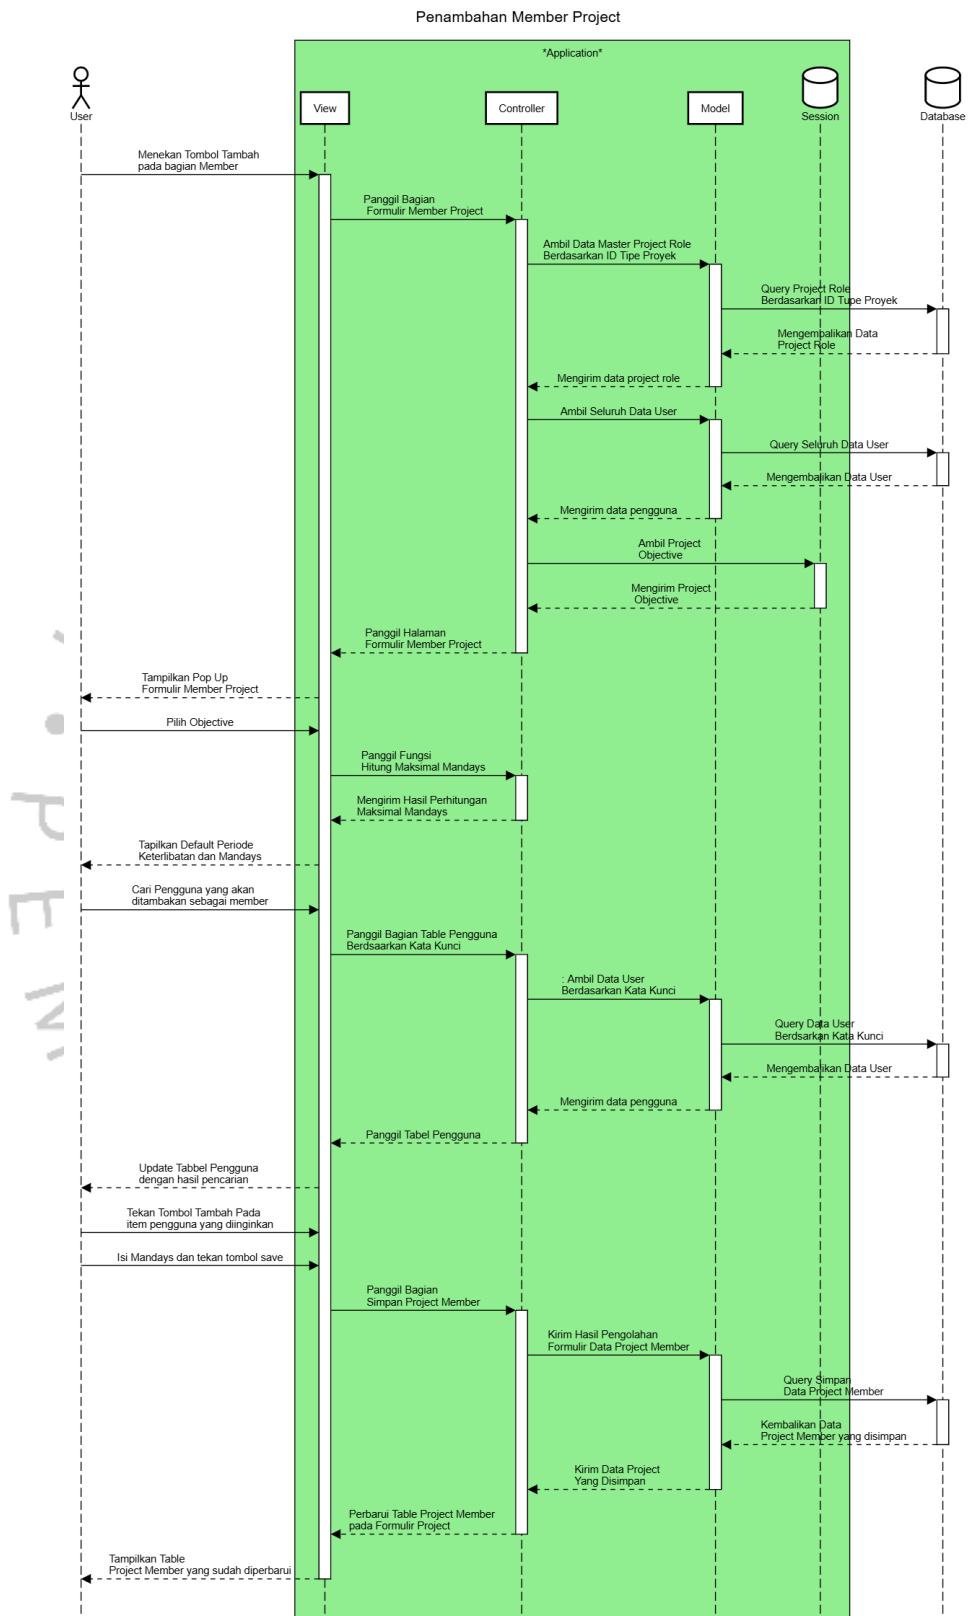 Penambahan Member Project
*Application*
User
View
Controller
Model
Session
Database
Menekan Tombol Tambah
pada bagian Member
Panggil Bagian
Formulir Member Project
Ambil Data Master Project Role
Berdasarkan ID Tipe Proyek
Query Project Role
Berdasarkan ID Tupe Proyek
Mengembalikan Data
Project Role
Mengirim data project role
Ambil Seluruh Data User
Query Seluruh Data User
Mengembalikan Data User
Mengirim data pengguna
Ambil Project
Objective
Mengirim Project
Objective
Panggil Halaman
Formulir Member Project
Tampilkan Pop Up
Formulir Member Project
Pilih Objective
Panggil Fungsi
Hitung Maksimal Mandays
Mengirim Hasil Perhitungan
Maksimal Mandays
Tapilkan Default Periode
Keterlibatan dan Mandays
Cari Pengguna yang akan
ditambakan sebagai member
Panggil Bagian Table Pengguna
Berdsaarkan Kata Kunci
: Ambil Data User
Berdasarkan Kata Kunci
Query Data User
Berdsarkan Kata Kunci
Mengembalikan Data User
Mengirim data pengguna
Panggil Tabel Pengguna
Update Tabbel Pengguna
dengan hasil pencarian
Tekan Tombol Tambah Pada
item pengguna yang diinginkan
Isi Mandays dan tekan tombol save
Panggil Bagian
Simpan Project Member
Kirim Hasil Pengolahan
Formulir Data Project Member
Query Simpan
Data Project Member
Kembalikan Data
Project Member yang disimpan
Kirim Data Project
Yang Disimpan
Perbarui Table Project Member
pada Formulir Project
Tampilkan Table
Project Member yang sudah diperbarui